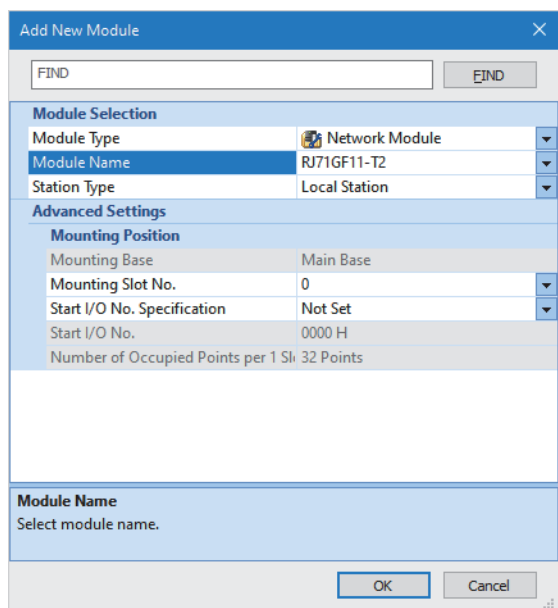 Add New Module
FIND
FIND
Module Selection
Module Type Network Module
Module Name RJ71GF11-T2
Station Type Local Station
Advanced Settings
Mounting Position
Mounting Base Main Base
Mounting Slot No. 0
Start I/O No. Specification Not Set
Start I/O No. 0000 H
Number of Occupied Points per 1 Sl 32 Points
Module Name
Select module name.
OK Cancel